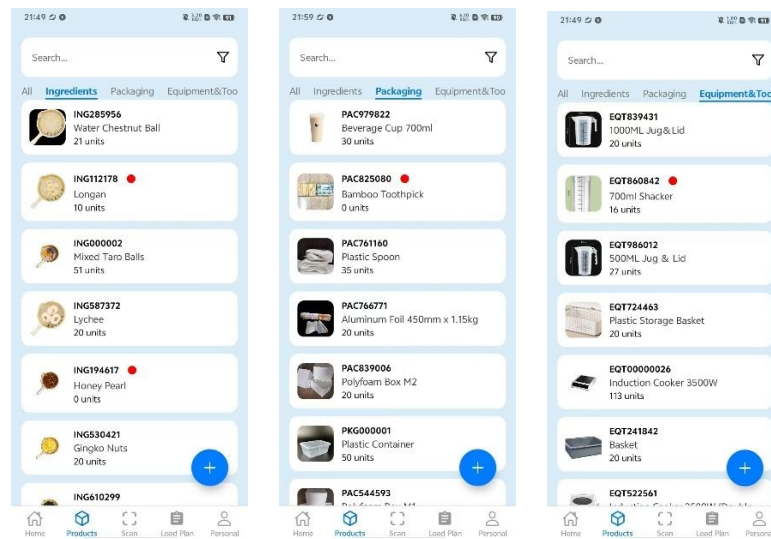 21:49
Search...
All Ingredients Packaging Equipment&Too
ING285956
Water Chestnut Ball
21 units
ING112178
Longan
10 units
ING000002
Mixed Taro Balls
51 units
ING587372
Lychee
20 units
ING194617
Honey Pearl
0 units
ING530421
Gingko Nuts
20 units
+
ING610299
Home Products Scan Load Plan Personal
21:59
Search...
All Ingredients Packaging Equipment&Too
PAC979822
Beverage Cup 700ml
30 units
PAC825080
Bamboo Toothpick
0 units
PAC761160
Plastic Spoon
35 units
PAC766771
Aluminum Foil 450mm x 1.15kg
20 units
PAC839006
Polyfoam Box M2
20 units
PKG000001
Plastic Container
50 units
+
PAC544593
Home Products Scan Load Plan Personal
21:49
Search...
All Ingredients Packaging Equipment&Too
EQT839431
1000ML Jug&Lid
20 units
EQT860842
700ml Shacker
16 units
EQT986012
500ML Jug & Lid
27 units
EQT724463
Plastic Storage Basket
20 units
EQT00000026
Induction Cooker 3500W
113 units
EQT241842
Basket
20 units
+
EQT522561
Home Products Scan Load Plan Personal